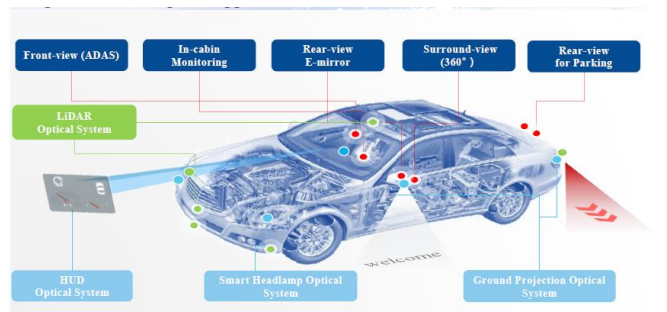 Front-view (ADAS)
In-cabin
Monitoring
Rear-view
E-mirror
Surround-view
(360°)
Rear-view
for Parking
LiDAR
Optical System
welcome
HUD
Optical System
Smart Headlamp Optical
System
Ground Projection Optical
System